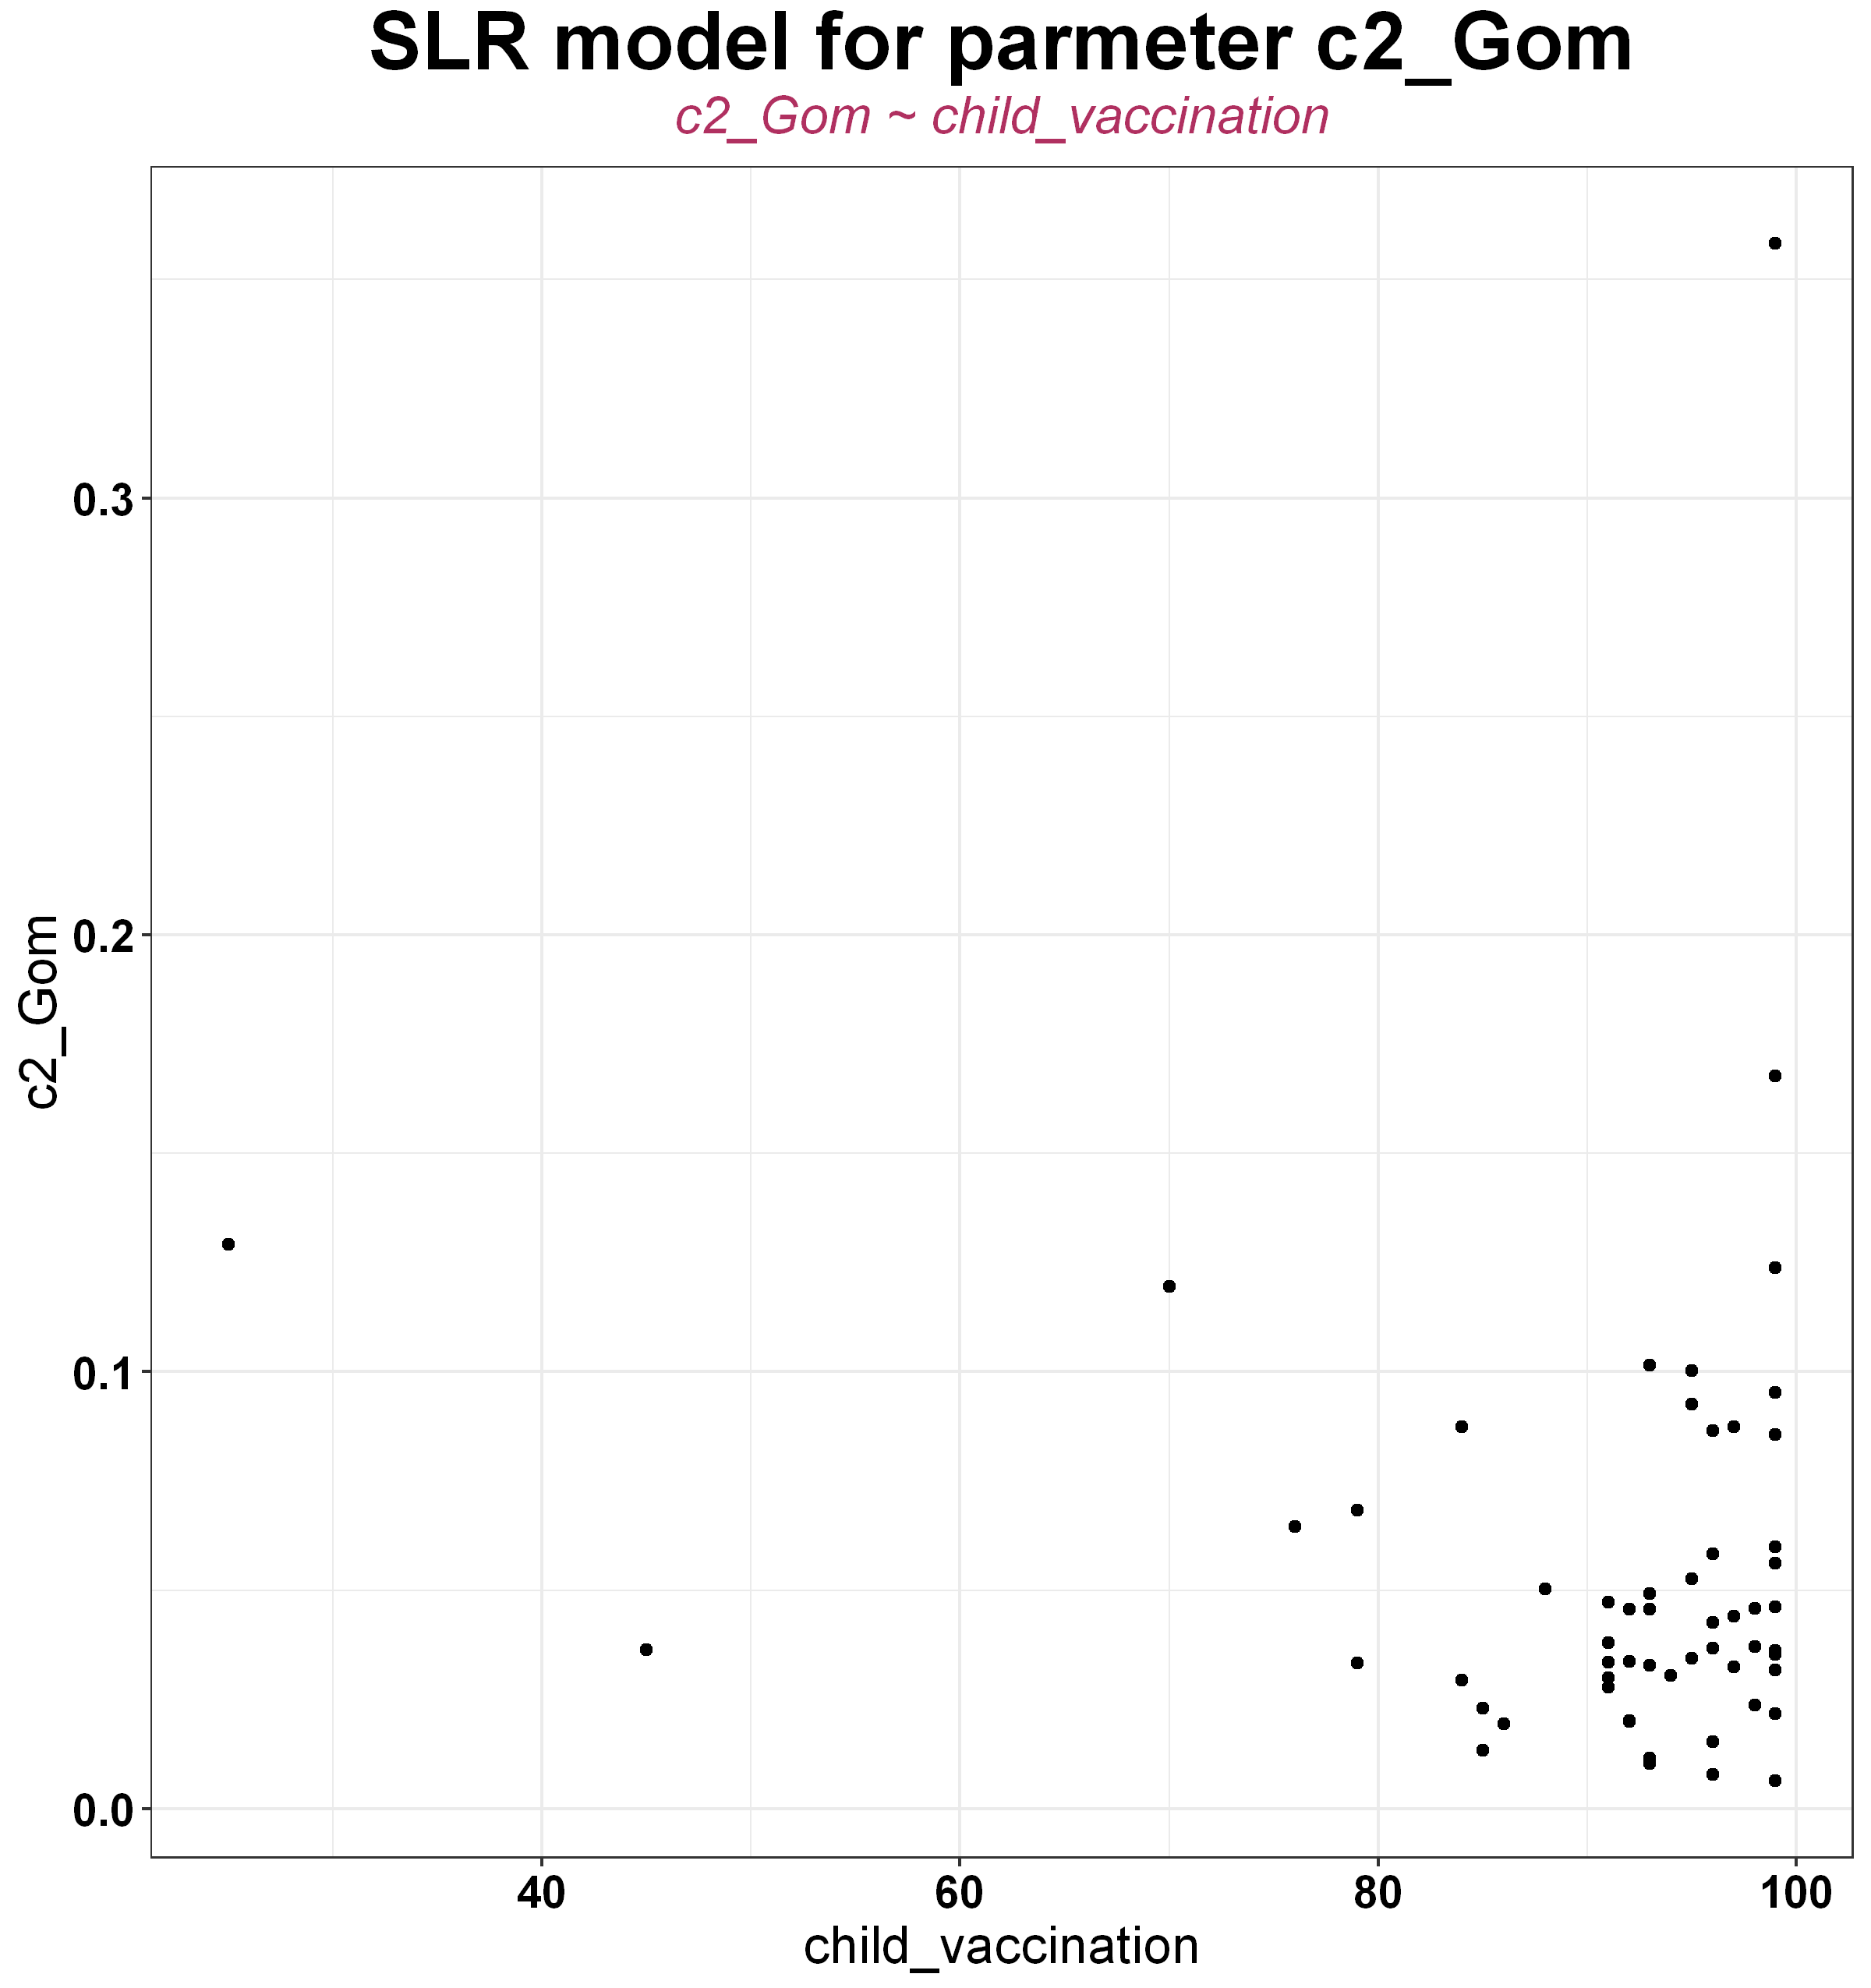 SLR model for parmeter c2_Gom
c2_Gom ~ child_vaccination
0.3
0.2
0.1
0.0
c2_Gom
40 60 80 100
child_vaccination